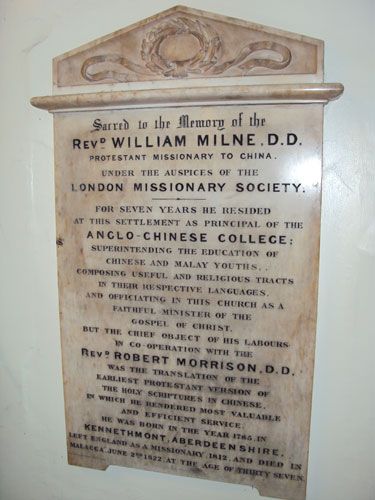 Sacred to the Memory of the
REVD WILLIAM MILNE, D.D.
PROTESTANT MISSIONARY TO CHINA.
UNDER THE AUSPICES OF THE
LONDON MISSIONARY SOCIETY.
FOR SEVEN YEARS HE RESIDED
AT THIS SETTLEMENT AS PRINCIPAL OF THE
ANGLO-CHINESE COLLEGE;
SUPERINTENDING THE EDUCATION OF
CHINESE AND MALAY YOUTHS,.
COMPOSING USEFUL AND RELIGIOUS TRACTS
IN THEIR RESPECTIVE LANGUAGES.
AND OFFICIATING IN THIS CHURCH AS A
FAITHFUL MINISTER OF THE
GOSPEL OF CHRIST.
BUT THE CHIEF OBJECT OF HIS LABOURS
IN CO-OPERATION WITH THE
REVD ROBERT MORRISON, D.D.
WAS THE TRANSLATION OF THE
EARLIEST PROTESTANT VERSION OF
THE HOLY SCRIPTURES IN CHINESE,
IN WHICH HE RENDERED MOST VALUABLE
AND EFFICIENT SERVICE.
HE WAS BORN IN THE YEAR 1785, IN
KENNETHMONT, ABERDEENSHIRE,
LEFT ENGLAND AS A MISSIONARY, 1812, AND DIED IN
MALACCA, JUNE 2ND 1822, AT THE AGE OF THIRTY SEVEN.